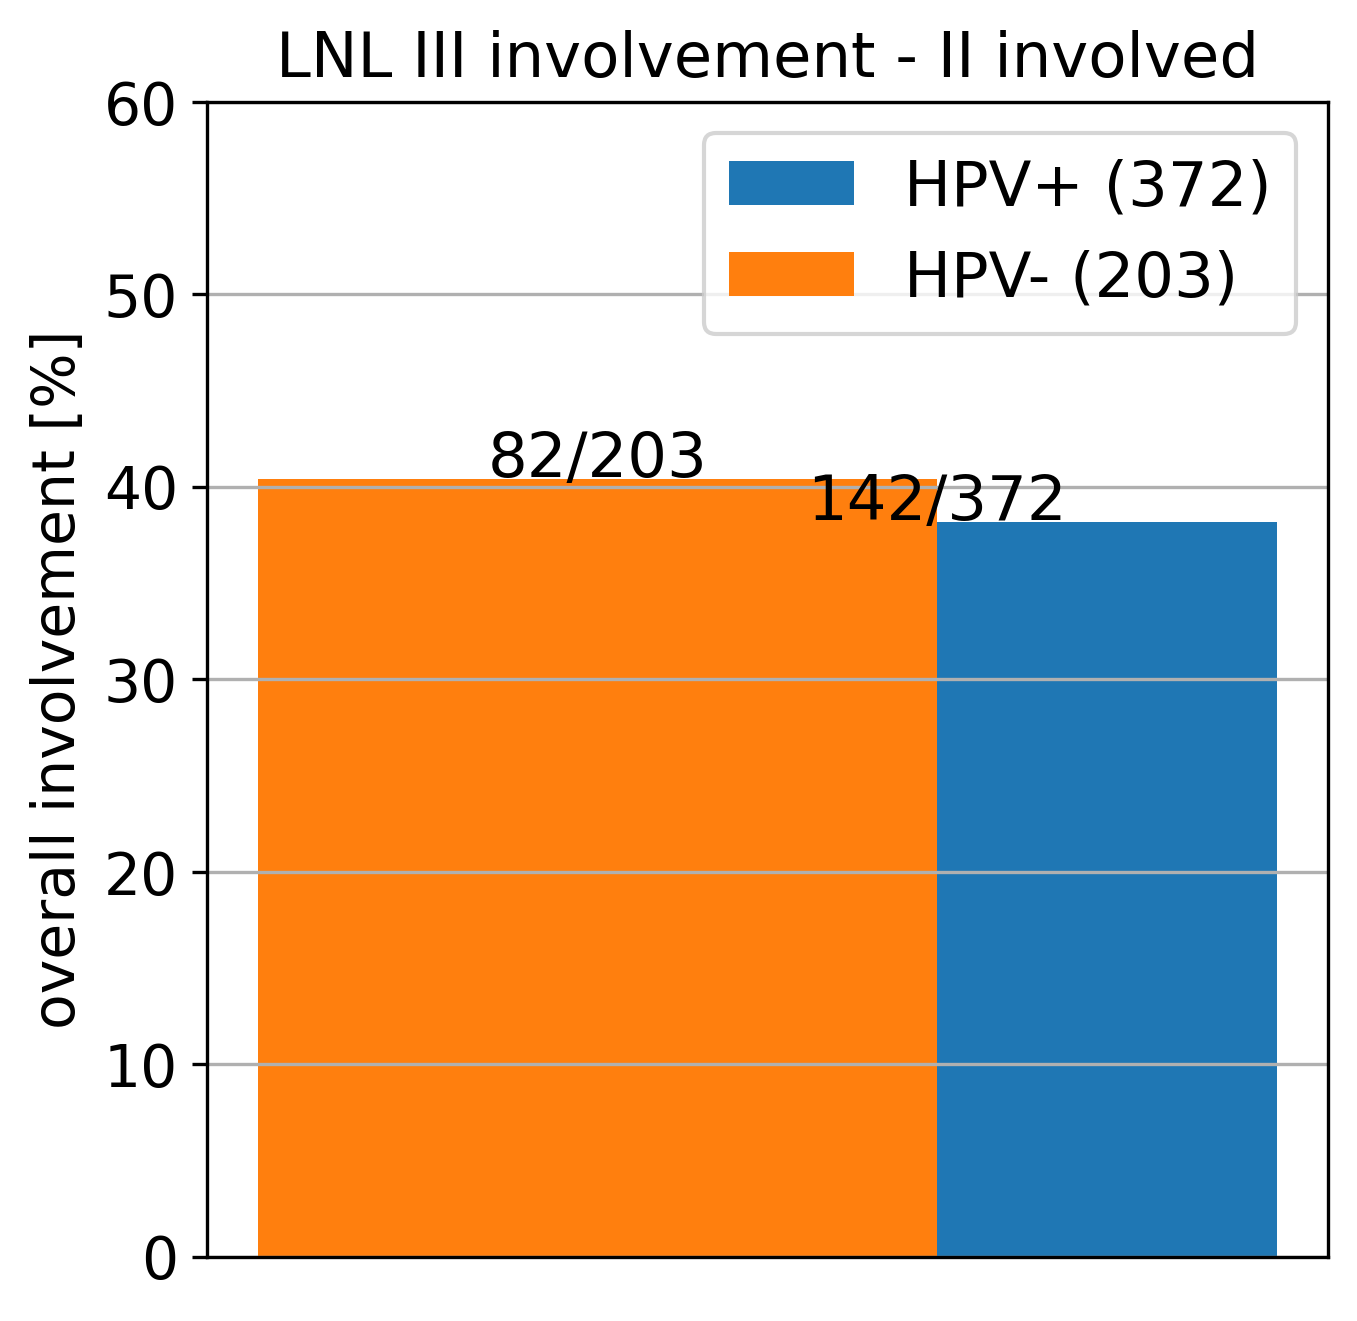 LNL III involvement - II involved
60
50
40
30
20
10
0
overall involvement [%]
HPV+ (372)
HPV- (203)
82/203
142/372